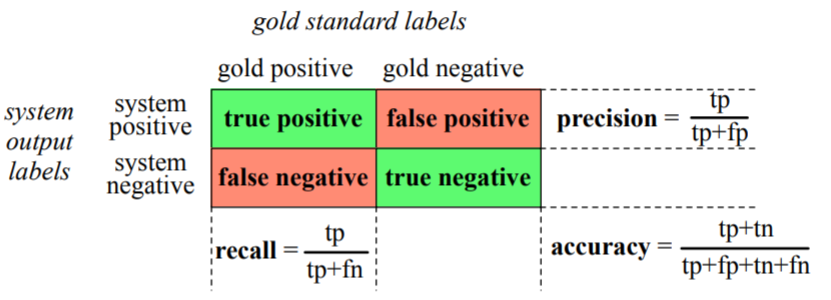 gold standard labels
gold positive gold negative
system output labels
system positive true positive false positive precision = tp/tp+fp
system negative false negative true negative
recall = tp/tp+fn accuracy = tp+tn/tp+fp+tn+fn